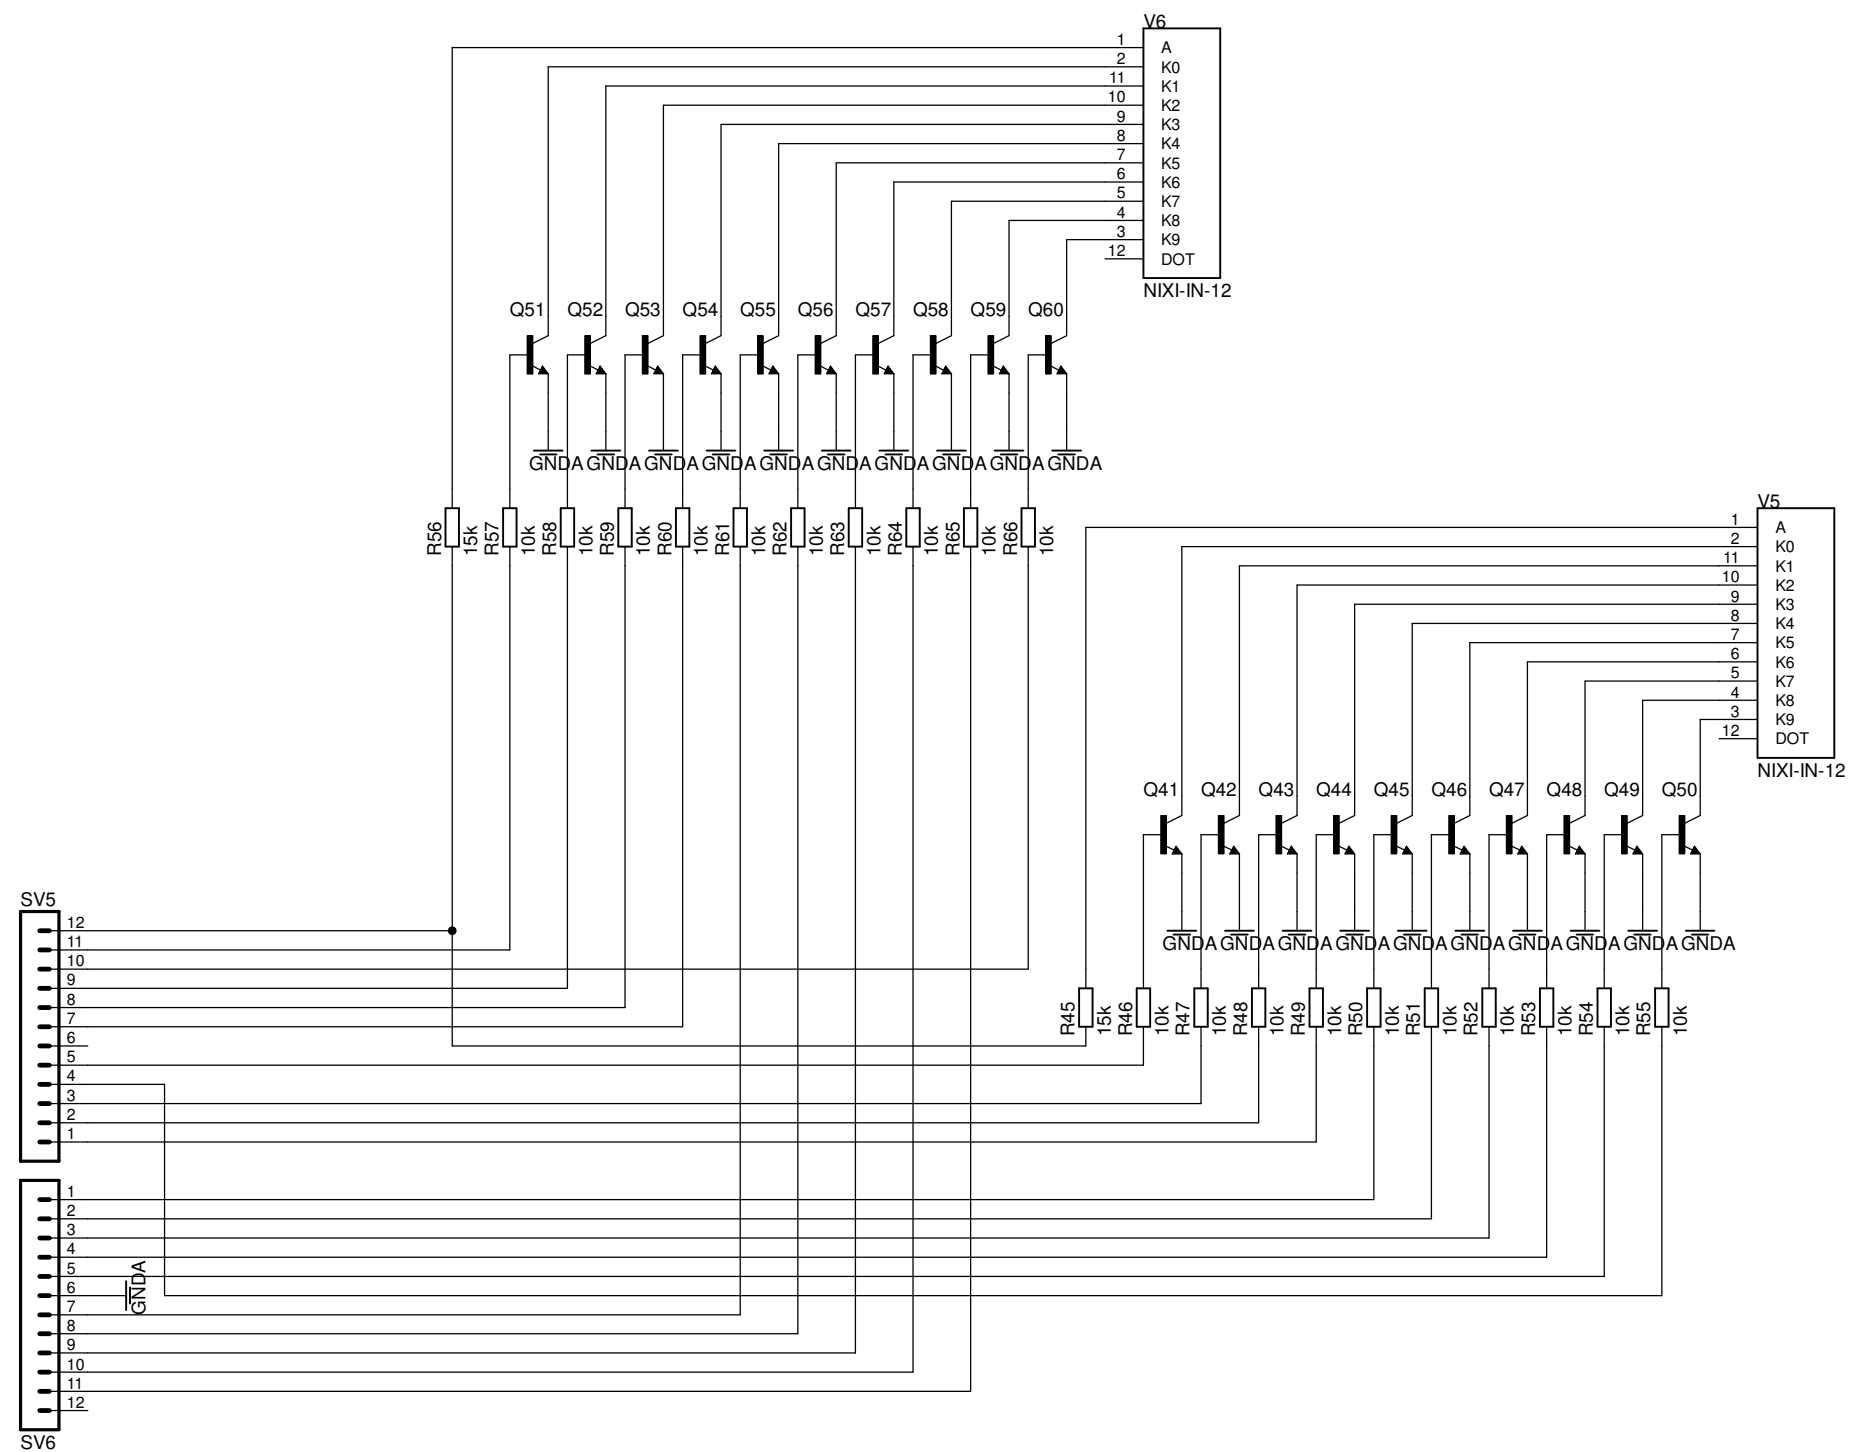 V6
1 A
2 K0
11 K1
10 K2
9 K3
8 K4
7 K5
6 K6
5 K7
4 K8
3 K9
12 DOT
NIXI-IN-12
Q51 Q52 Q53 Q54 Q55 Q56 Q57 Q58 Q59 Q60
GNDA GNDA GNDA GNDA GNDA GNDA GNDA GNDA GNDA GNDA
R56 15k R57 10k R58 10k R59 10k R60 10k R61 10k R62 10k R63 10k R64 10k R65 10k R66 10k
V5
1 A
2 K0
11 K1
10 K2
9 K3
8 K4
7 K5
6 K6
5 K7
4 K8
3 K9
12 DOT
NIXI-IN-12
Q41 Q42 Q43 Q44 Q45 Q46 Q47 Q48 Q49 Q50
GNDA GNDA GNDA GNDA GNDA GNDA GNDA GNDA GNDA GNDA
R45 15k R46 10k R47 10k R48 10k R49 10k R50 10k R51 10k R52 10k R53 10k R54 10k R55 10k
SV5
12
11
10
9
8
7
6
5
4
3
2
1
1
2
3
4
5
6
GNDA
7
8
9
10
11
12
SV6